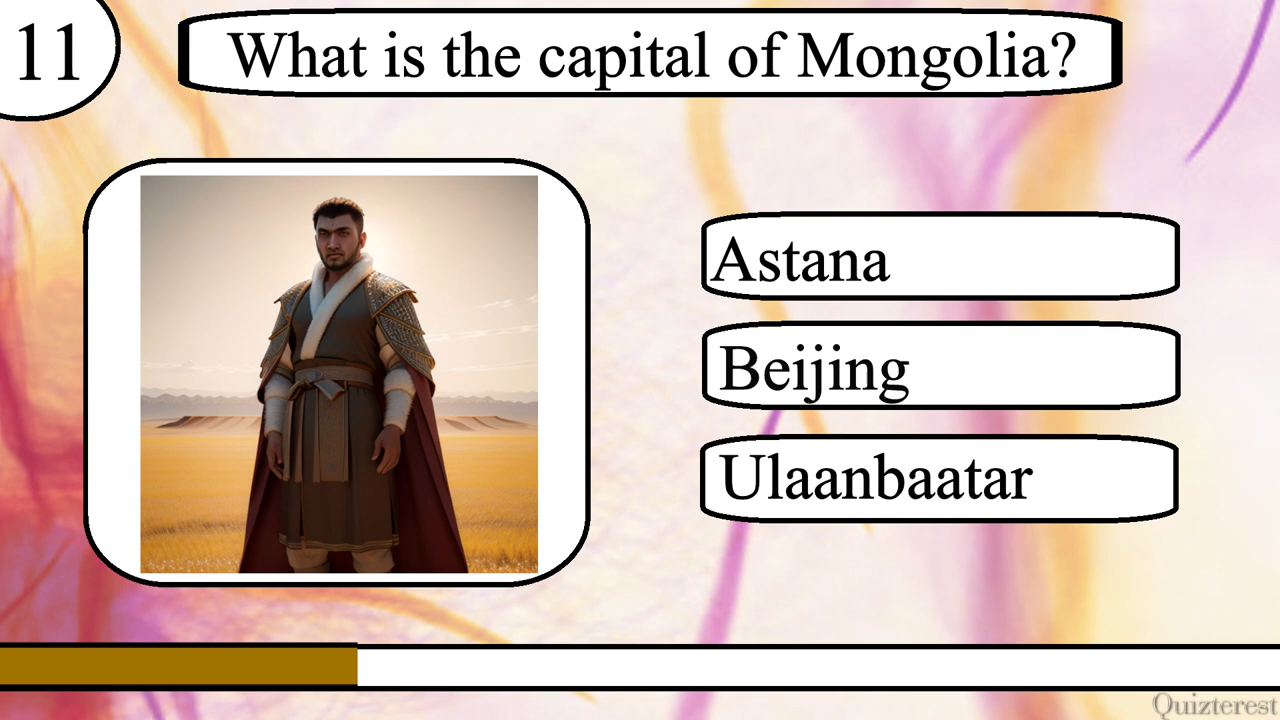 11
What is the capital of Mongolia?
Astana
Beijing
Ulaanbaatar
Quizterest